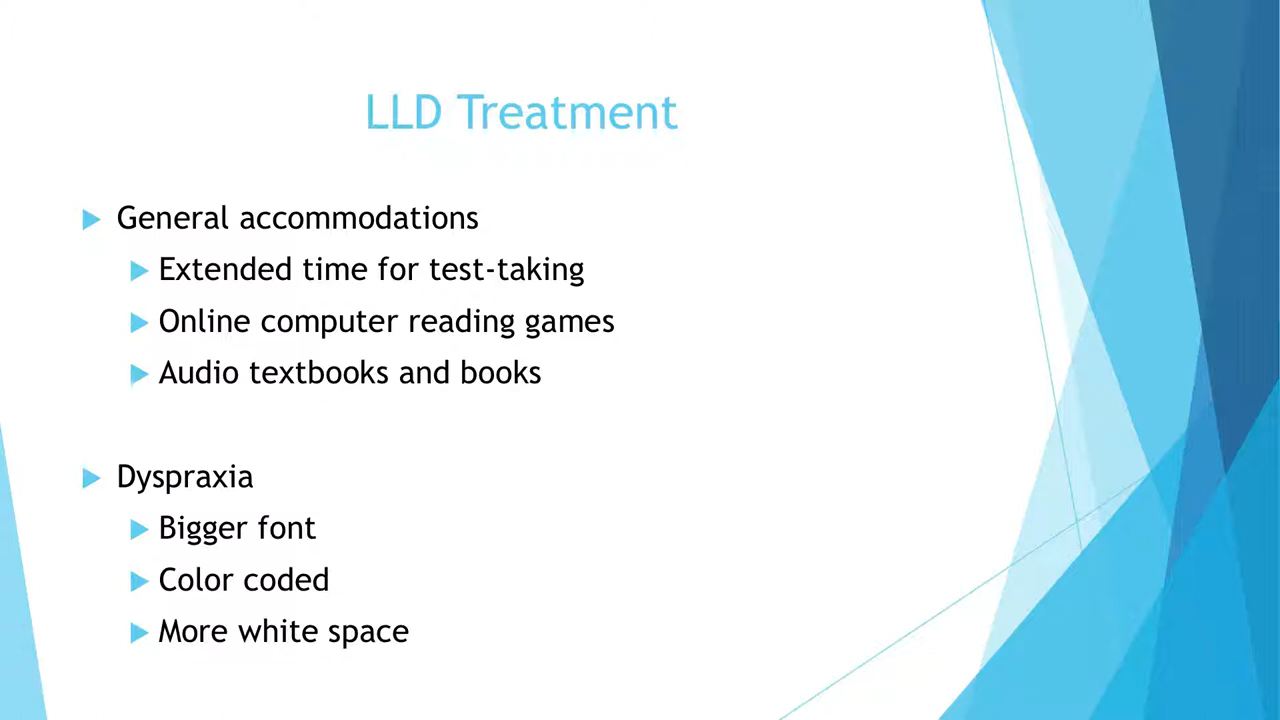 LLD Treatment
General accommodations
Extended time for test-taking
Online computer reading games
Audio textbooks and books
Dyspraxia
Bigger font
Color coded
More white space